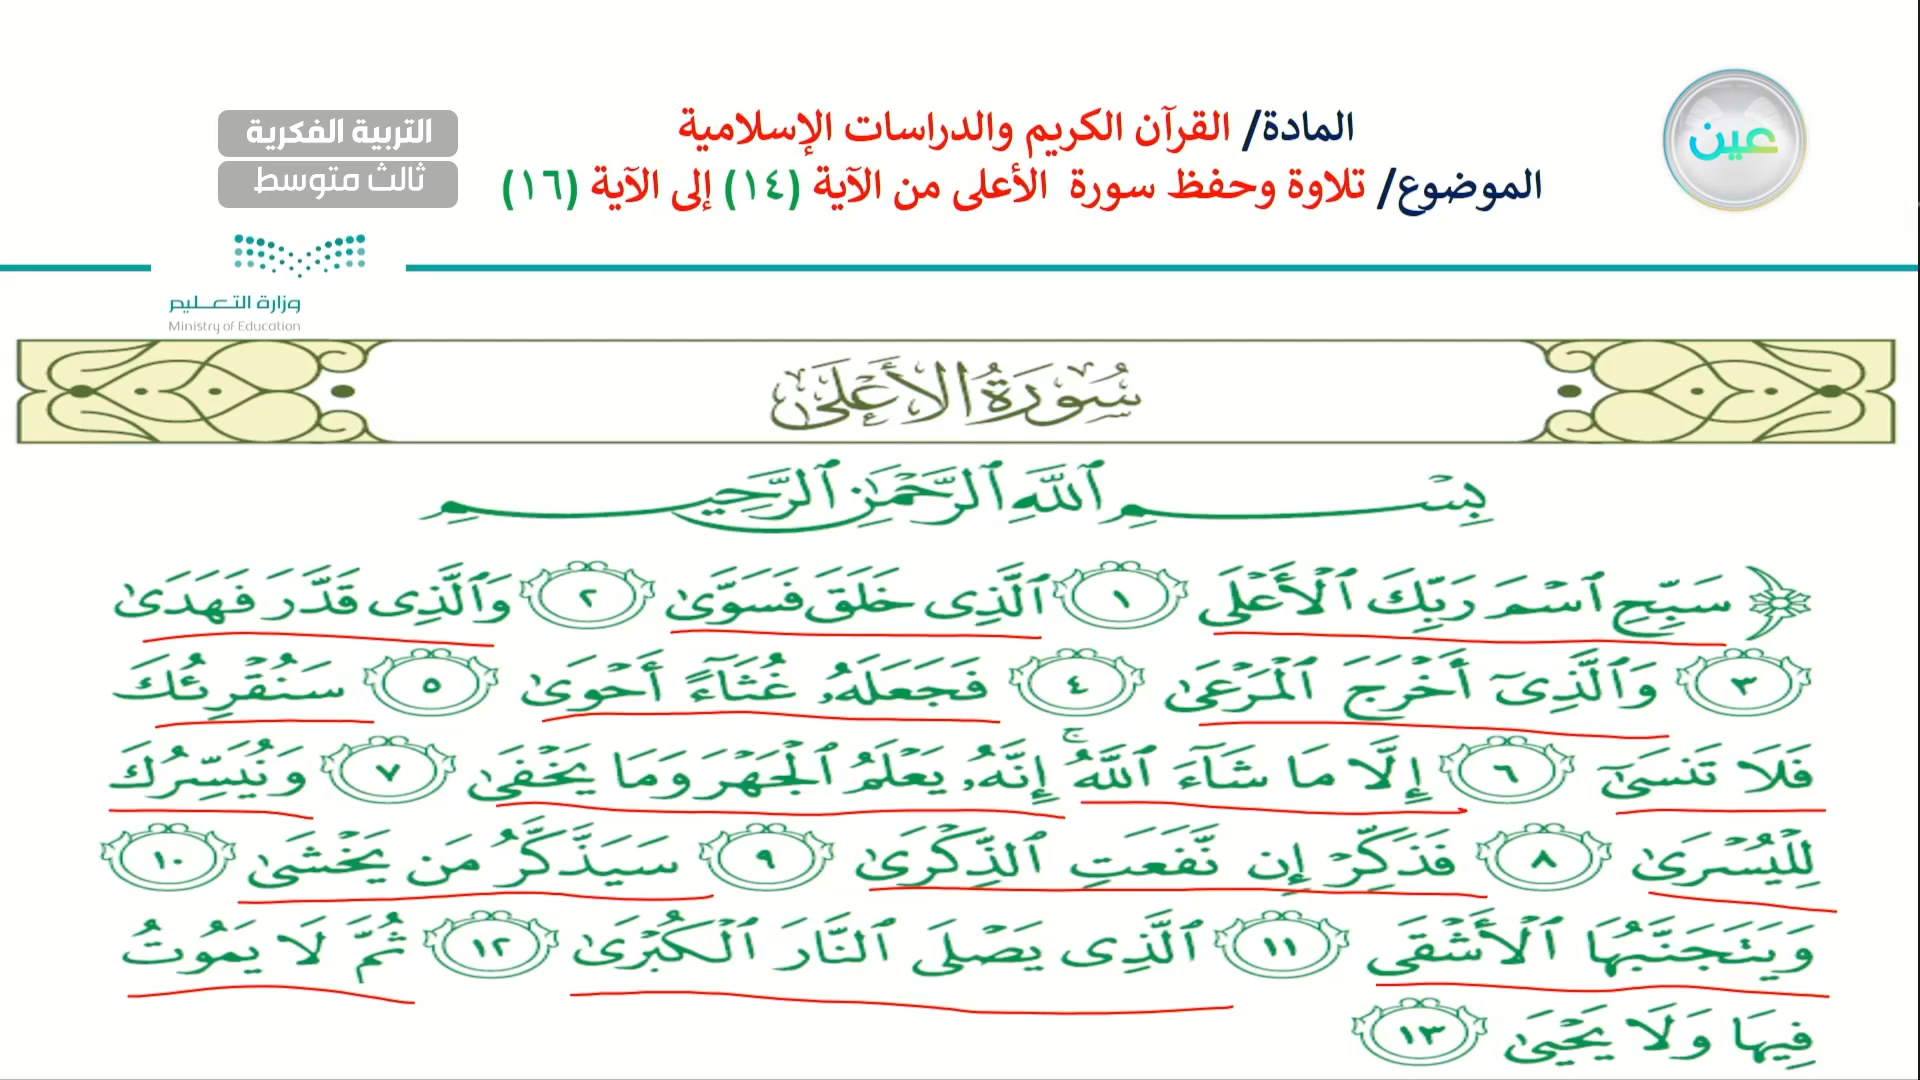 المادة/ القرآن الكريم والدراسات الإسلامية
الموضوع/ تلاوة وحفظ سورة الأعلى من الآية (١٤) إلى الآية (١٦)
عين
التربية الفكرية
ثالث متوسط
وزارة التعليم
Ministry of Education
سُورَةُ الأَعْلَىٰ
بِسْمِ ٱللَّهِ ٱلرَّحْمَٰنِ ٱلرَّحِيمِ
سَبِّحِ ٱسْمَ رَبِّكَ ٱلْأَعْلَى ١ ٱلَّذِى خَلَقَ فَسَوَّىٰ ٢ وَٱلَّذِى قَدَّرَ فَهَدَىٰ
٣ وَٱلَّذِىٓ أَخْرَجَ ٱلْمَرْعَىٰ ٤ فَجَعَلَهُۥ غُثَآءً أَحْوَىٰ ٥ سَنُقْرِئُكَ
فَلَا تَنسَىٰٓ ٦ إِلَّا مَا شَآءَ ٱللَّهُ ۚ إِنَّهُۥ يَعْلَمُ ٱلْجَهْرَ وَمَا يَخْفَىٰ ٧ وَنُيَسِّرُكَ
لِلْيُسْرَىٰ ٨ فَذَكِّرْ إِن نَّفَعَتِ ٱلذِّكْرَىٰ ٩ سَيَذَّكَّرُ مَن يَخْشَىٰ ١٠
وَيَتَجَنَّبُهَا ٱلْأَشْقَى ١١ ٱلَّذِى يَصْلَى ٱلنَّارَ ٱلْكُبْرَىٰ ١٢ ثُمَّ لَا يَمُوتُ
فِيهَا وَلَا يَحْيَىٰ ١٣